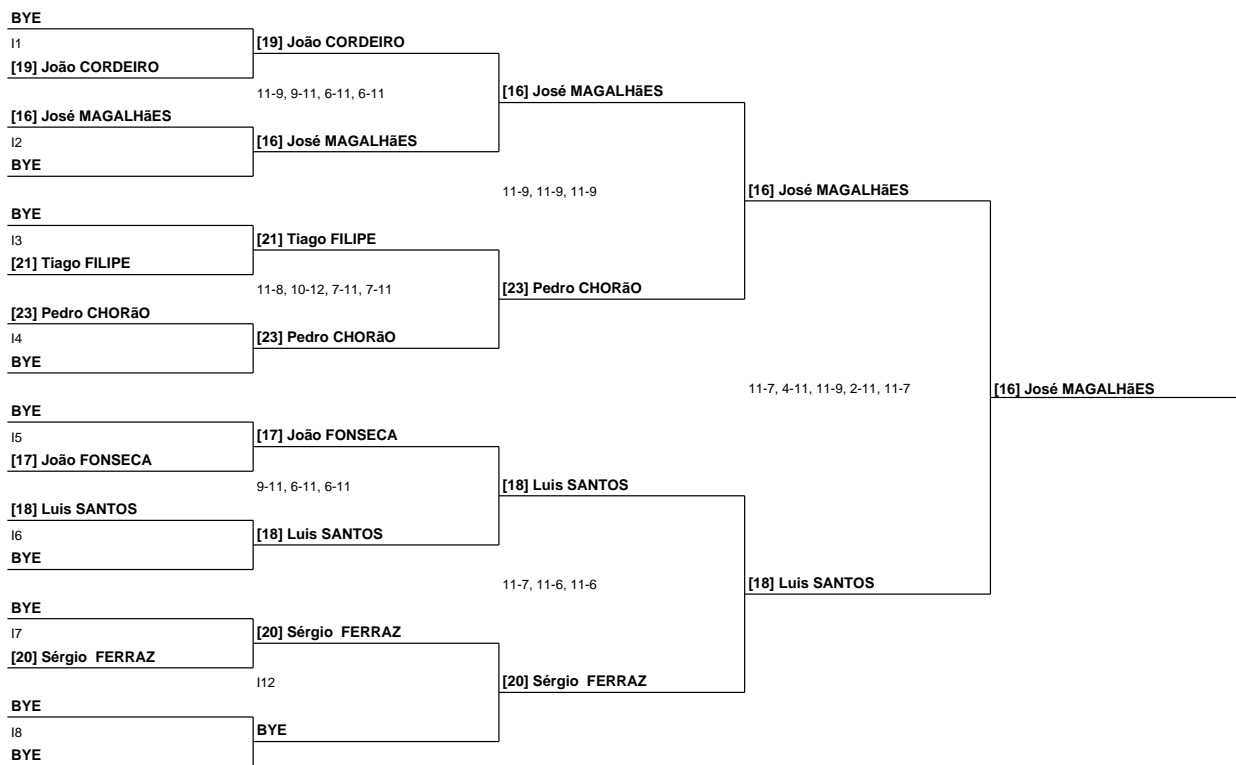 BYE
I1
[19] João CORDEIRO
[19] João CORDEIRO
11-9, 9-11, 6-11, 6-11
[16] José MAGALHãES
[16] José MAGALHãES
I2
[16] José MAGALHãES
BYE
11-9, 11-9, 11-9
[16] José MAGALHãES
BYE
I3
[21] Tiago FILIPE
[21] Tiago FILIPE
11-8, 10-12, 7-11, 7-11
[23] Pedro CHORãO
[23] Pedro CHORãO
I4
[23] Pedro CHORãO
BYE
11-7, 4-11, 11-9, 2-11, 11-7
[16] José MAGALHãES
BYE
I5
[17] João FONSECA
[17] João FONSECA
9-11, 6-11, 6-11
[18] Luis SANTOS
[18] Luis SANTOS
I6
[18] Luis SANTOS
BYE
11-7, 11-6, 11-6
[18] Luis SANTOS
BYE
I7
[20] Sérgio  FERRAZ
[20] Sérgio  FERRAZ
I12
[20] Sérgio  FERRAZ
BYE
I8
BYE
BYE